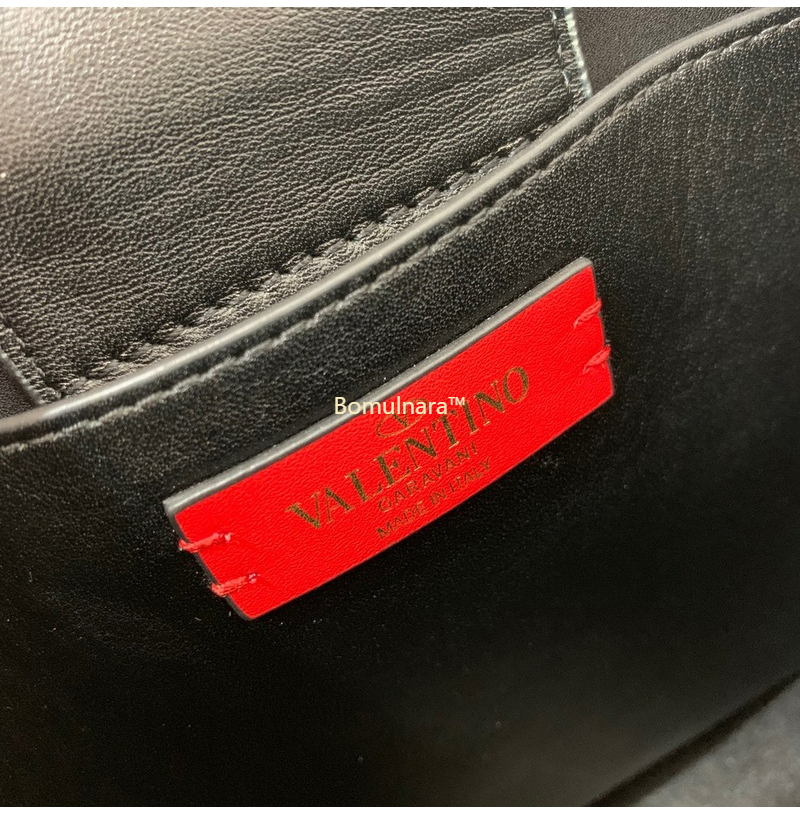 Bomulnara™
VALENTINO
GARAVANI
MADE IN ITALY